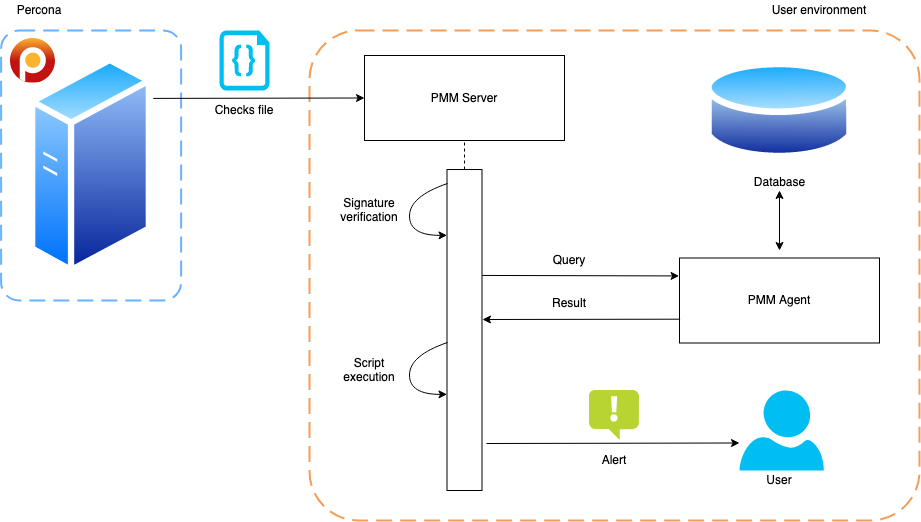 Percona
User environment
{}
Checks file
PMM Server
Database
Signature
verification
Query
PMM Agent
Result
Script
execution
!
Alert
User